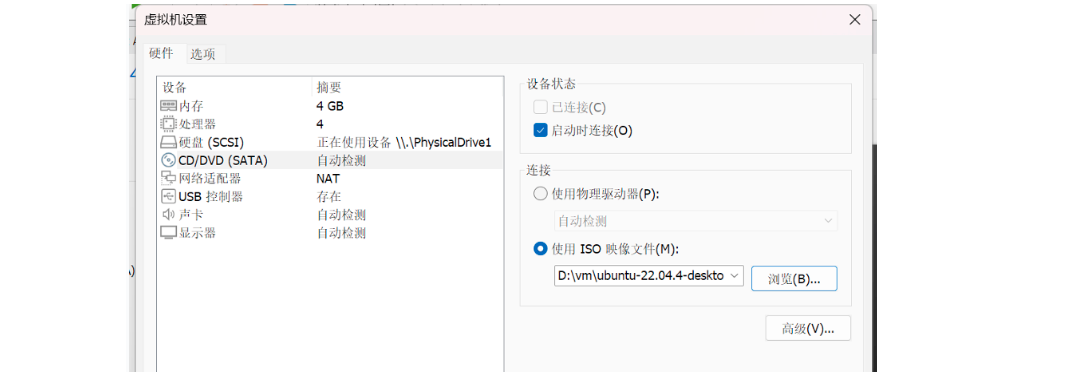 虚拟机设置
硬件 选项
设备 摘要
内存 4 GB
处理器 4
硬盘 (SCSI) 正在使用设备 \\.\PhysicalDrive1
CD/DVD (SATA) 自动检测
网络适配器 NAT
USB 控制器 存在
声卡 自动检测
显示器 自动检测
设备状态
已连接(C)
启动时连接(O)
连接
使用物理驱动器(P):
自动检测
使用 ISO 映像文件(M):
D:\vm\ubuntu-22.04.4-deskto
浏览(B)...
高级(V)...